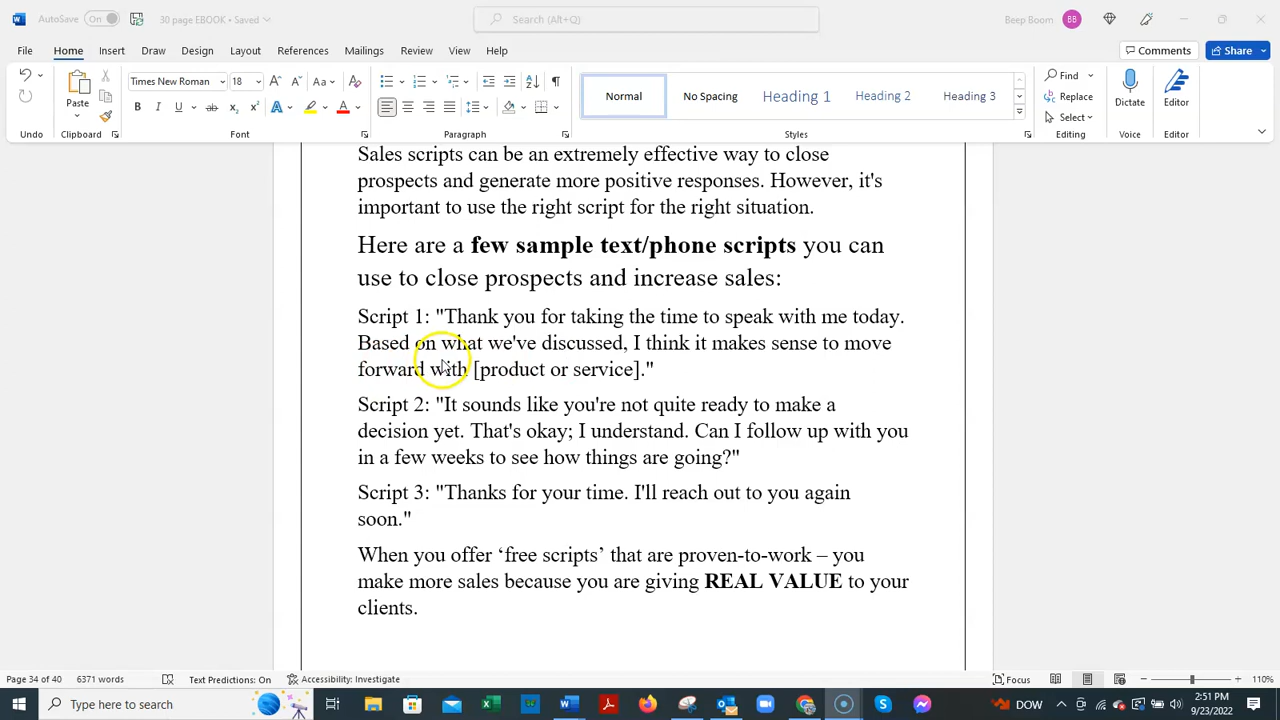 AutoSave Off 30 page EBOOK • Saved Search (Alt+Q) Beep Boom BB
File Home Insert Draw Design Layout References Mailings Review View Help Comments Share
Paste Times New Roman 18 Normal No Spacing Heading 1 Heading 2 Heading 3 Find Replace Select Dictate Editor
Undo Clipboard Font Paragraph Styles Editing Voice Editor
Sales scripts can be an extremely effective way to close
prospects and generate more positive responses. However, it's
important to use the right script for the right situation.
Here are a few sample text/phone scripts you can
use to close prospects and increase sales:
Script 1: "Thank you for taking the time to speak with me today.
Based on what we've discussed, I think it makes sense to move
forward with [product or service]."
Script 2: "It sounds like you're not quite ready to make a
decision yet. That's okay; I understand. Can I follow up with you
in a few weeks to see how things are going?"
Script 3: "Thanks for your time. I'll reach out to you again
soon."
When you offer ‘free scripts’ that are proven-to-work – you
make more sales because you are giving REAL VALUE to your
clients.
Page 34 of 40 6371 words Text Predictions: On Accessibility: Investigate Focus 110%
Type here to search DOW 2:51 PM
9/23/2022